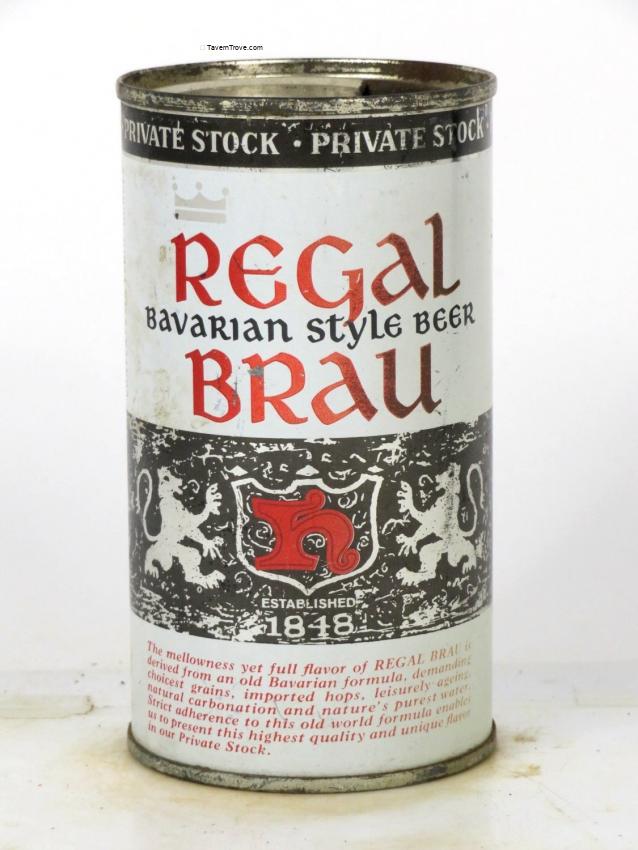 TavernTrove.com
PRIVATE STOCK · PRIVATE STOCK
REGAL
BAVARIAN STYLE BEER
BRAU
h
ESTABLISHED
1848
The mellowness yet full flavor of REGAL BRAU is
derived from an old Bavarian formula, demanding
choicest grains, imported hops, leisurely ageing,
natural carbonation and nature's purest water.
Strict adherence to this old world formula enables
us to present this highest quality and unique flavor
in our Private Stock.